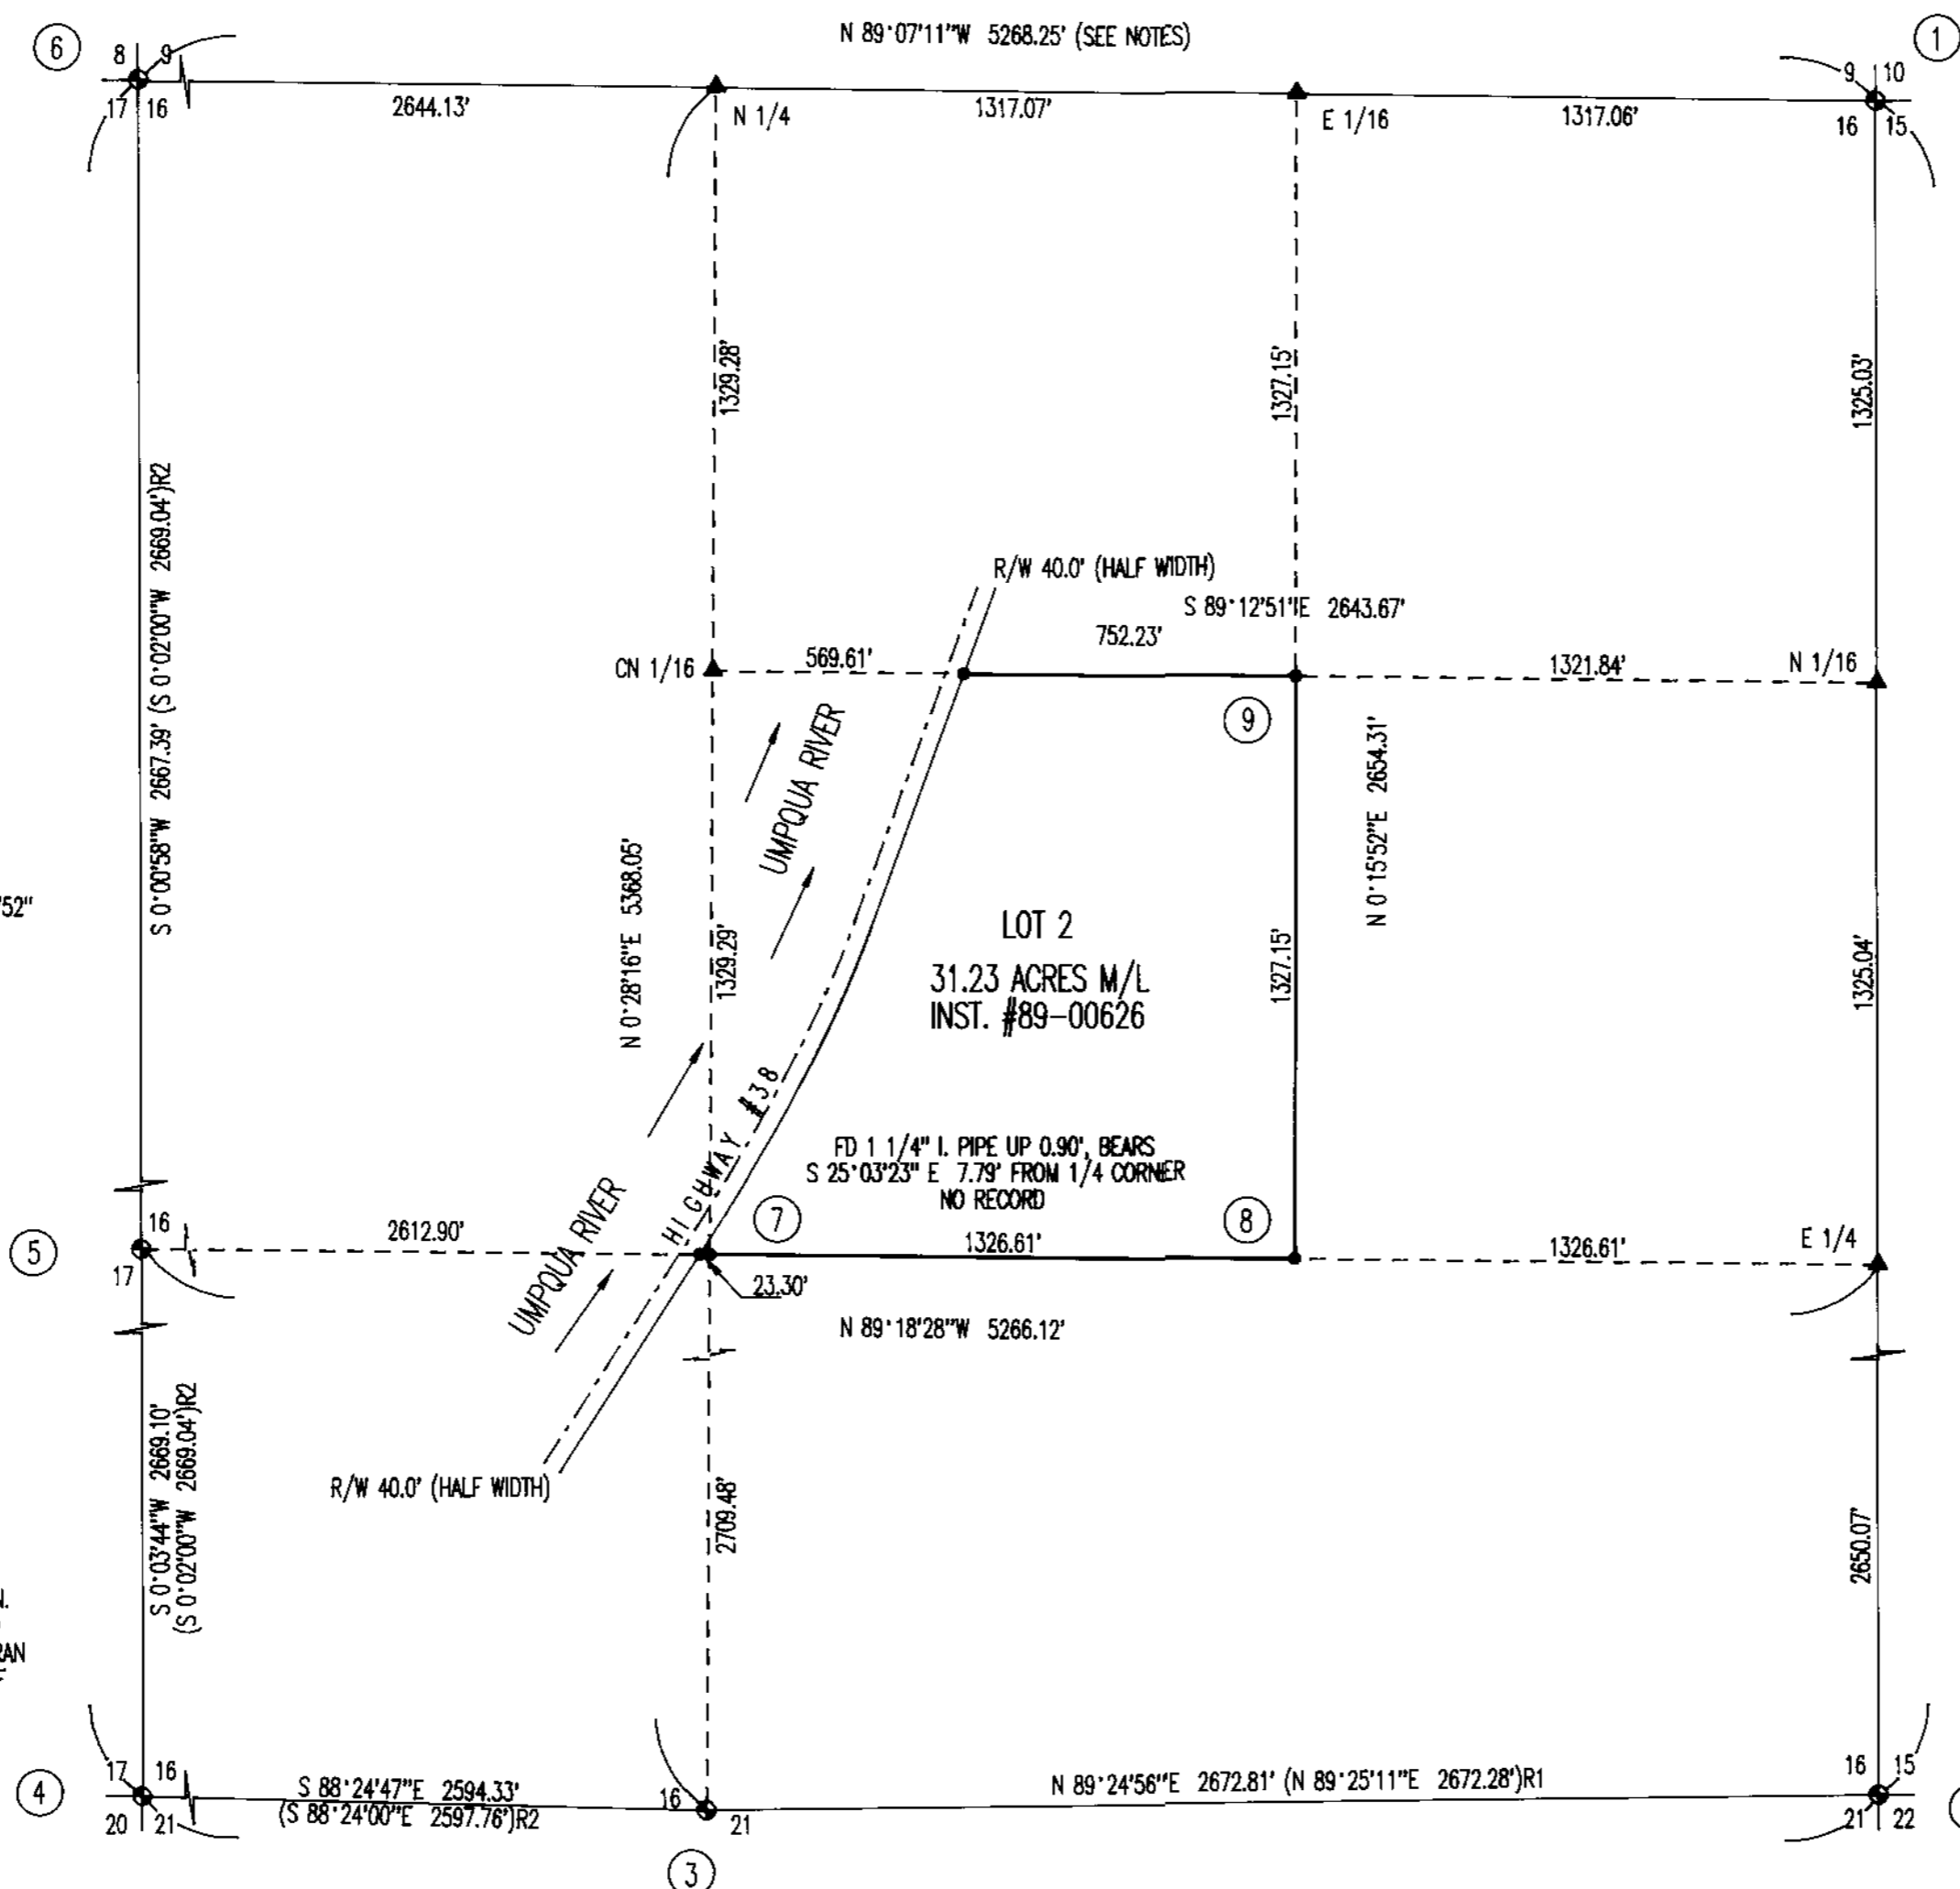 N 89°07'11"W 5268.25' (SEE NOTES)
6
1
8 9
17 16
9 10
16 15
2644.13'
N 1/4
1317.07'
E 1/16
1317.06'
1329.28'
1327.15'
1325.03'
S 0°00'58"W 2667.39' (S 0°02'00"W 2669.04')R2
R/W 40.0' (HALF WIDTH)
S 89°12'51"E 2643.67'
752.23'
CN 1/16
569.61'
1321.84'
N 1/16
9
UMPQUA RIVER
N 0°15'52"E 2654.31'
'52"
N 0°28'16"E 5368.05'
1329.29'
LOT 2
31.23 ACRES M/L
INST. #89-00626
1327.15'
1325.04'
HIGHWAY #38
FD 1 1/4" I. PIPE UP 0.90', BEARS
S 25°03'23" E 7.79' FROM 1/4 CORNER
NO RECORD
UMPQUA RIVER
7
8
5
16
17
2612.90'
1326.61'
1326.61'
E 1/4
23.30'
N 89°18'28"W 5266.12'
R/W 40.0' (HALF WIDTH)
S 0°03'44"W 2669.10'
(S 0°02'00"W 2669.04')R2
2709.48'
2650.07'
N.
RAN
4
17 16
20 21
S 88°24'47"E 2594.33'
(S 88°24'00"E 2597.76')R2
16
21
N 89°24'56"E 2672.81' (N 89°25'11"E 2672.28')R1
16 15
21 22
3